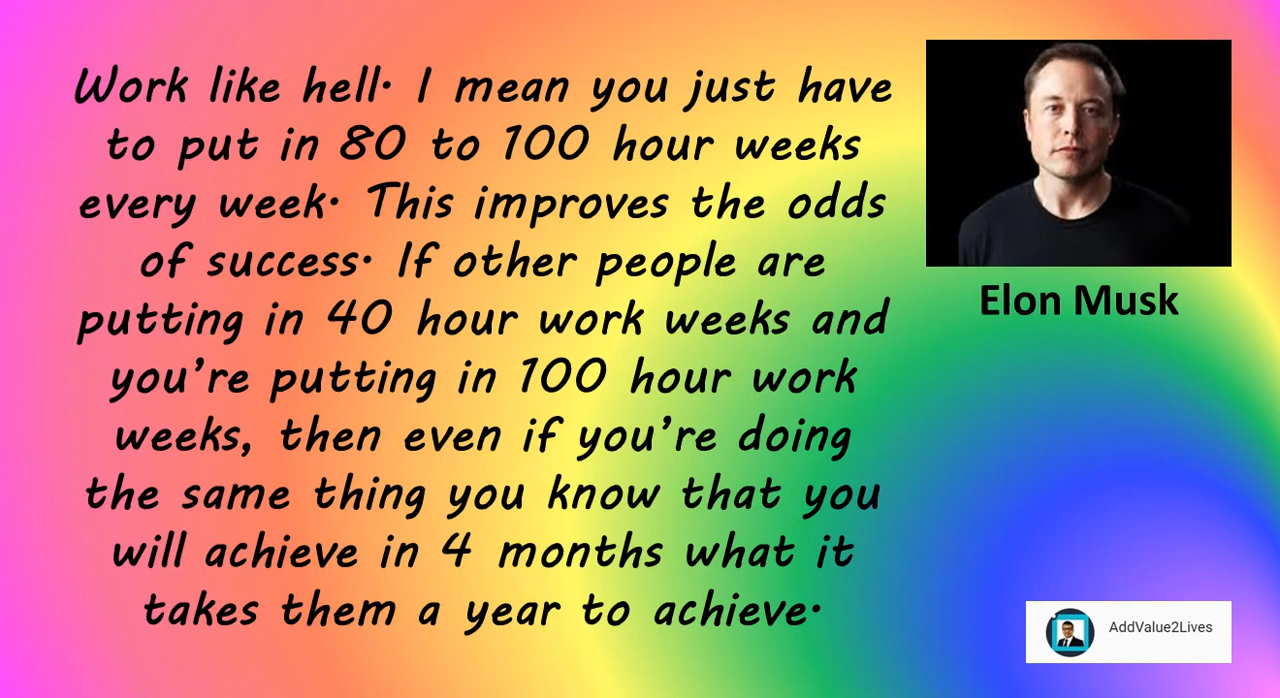 Work like hell. I mean you just have
to put in 80 to 100 hour weeks
every week. This improves the odds
of success. If other people are
putting in 40 hour work weeks and
you’re putting in 100 hour work
weeks, then even if you’re doing
the same thing you know that you
will achieve in 4 months what it
takes them a year to achieve.
Elon Musk
AddValue2Lives